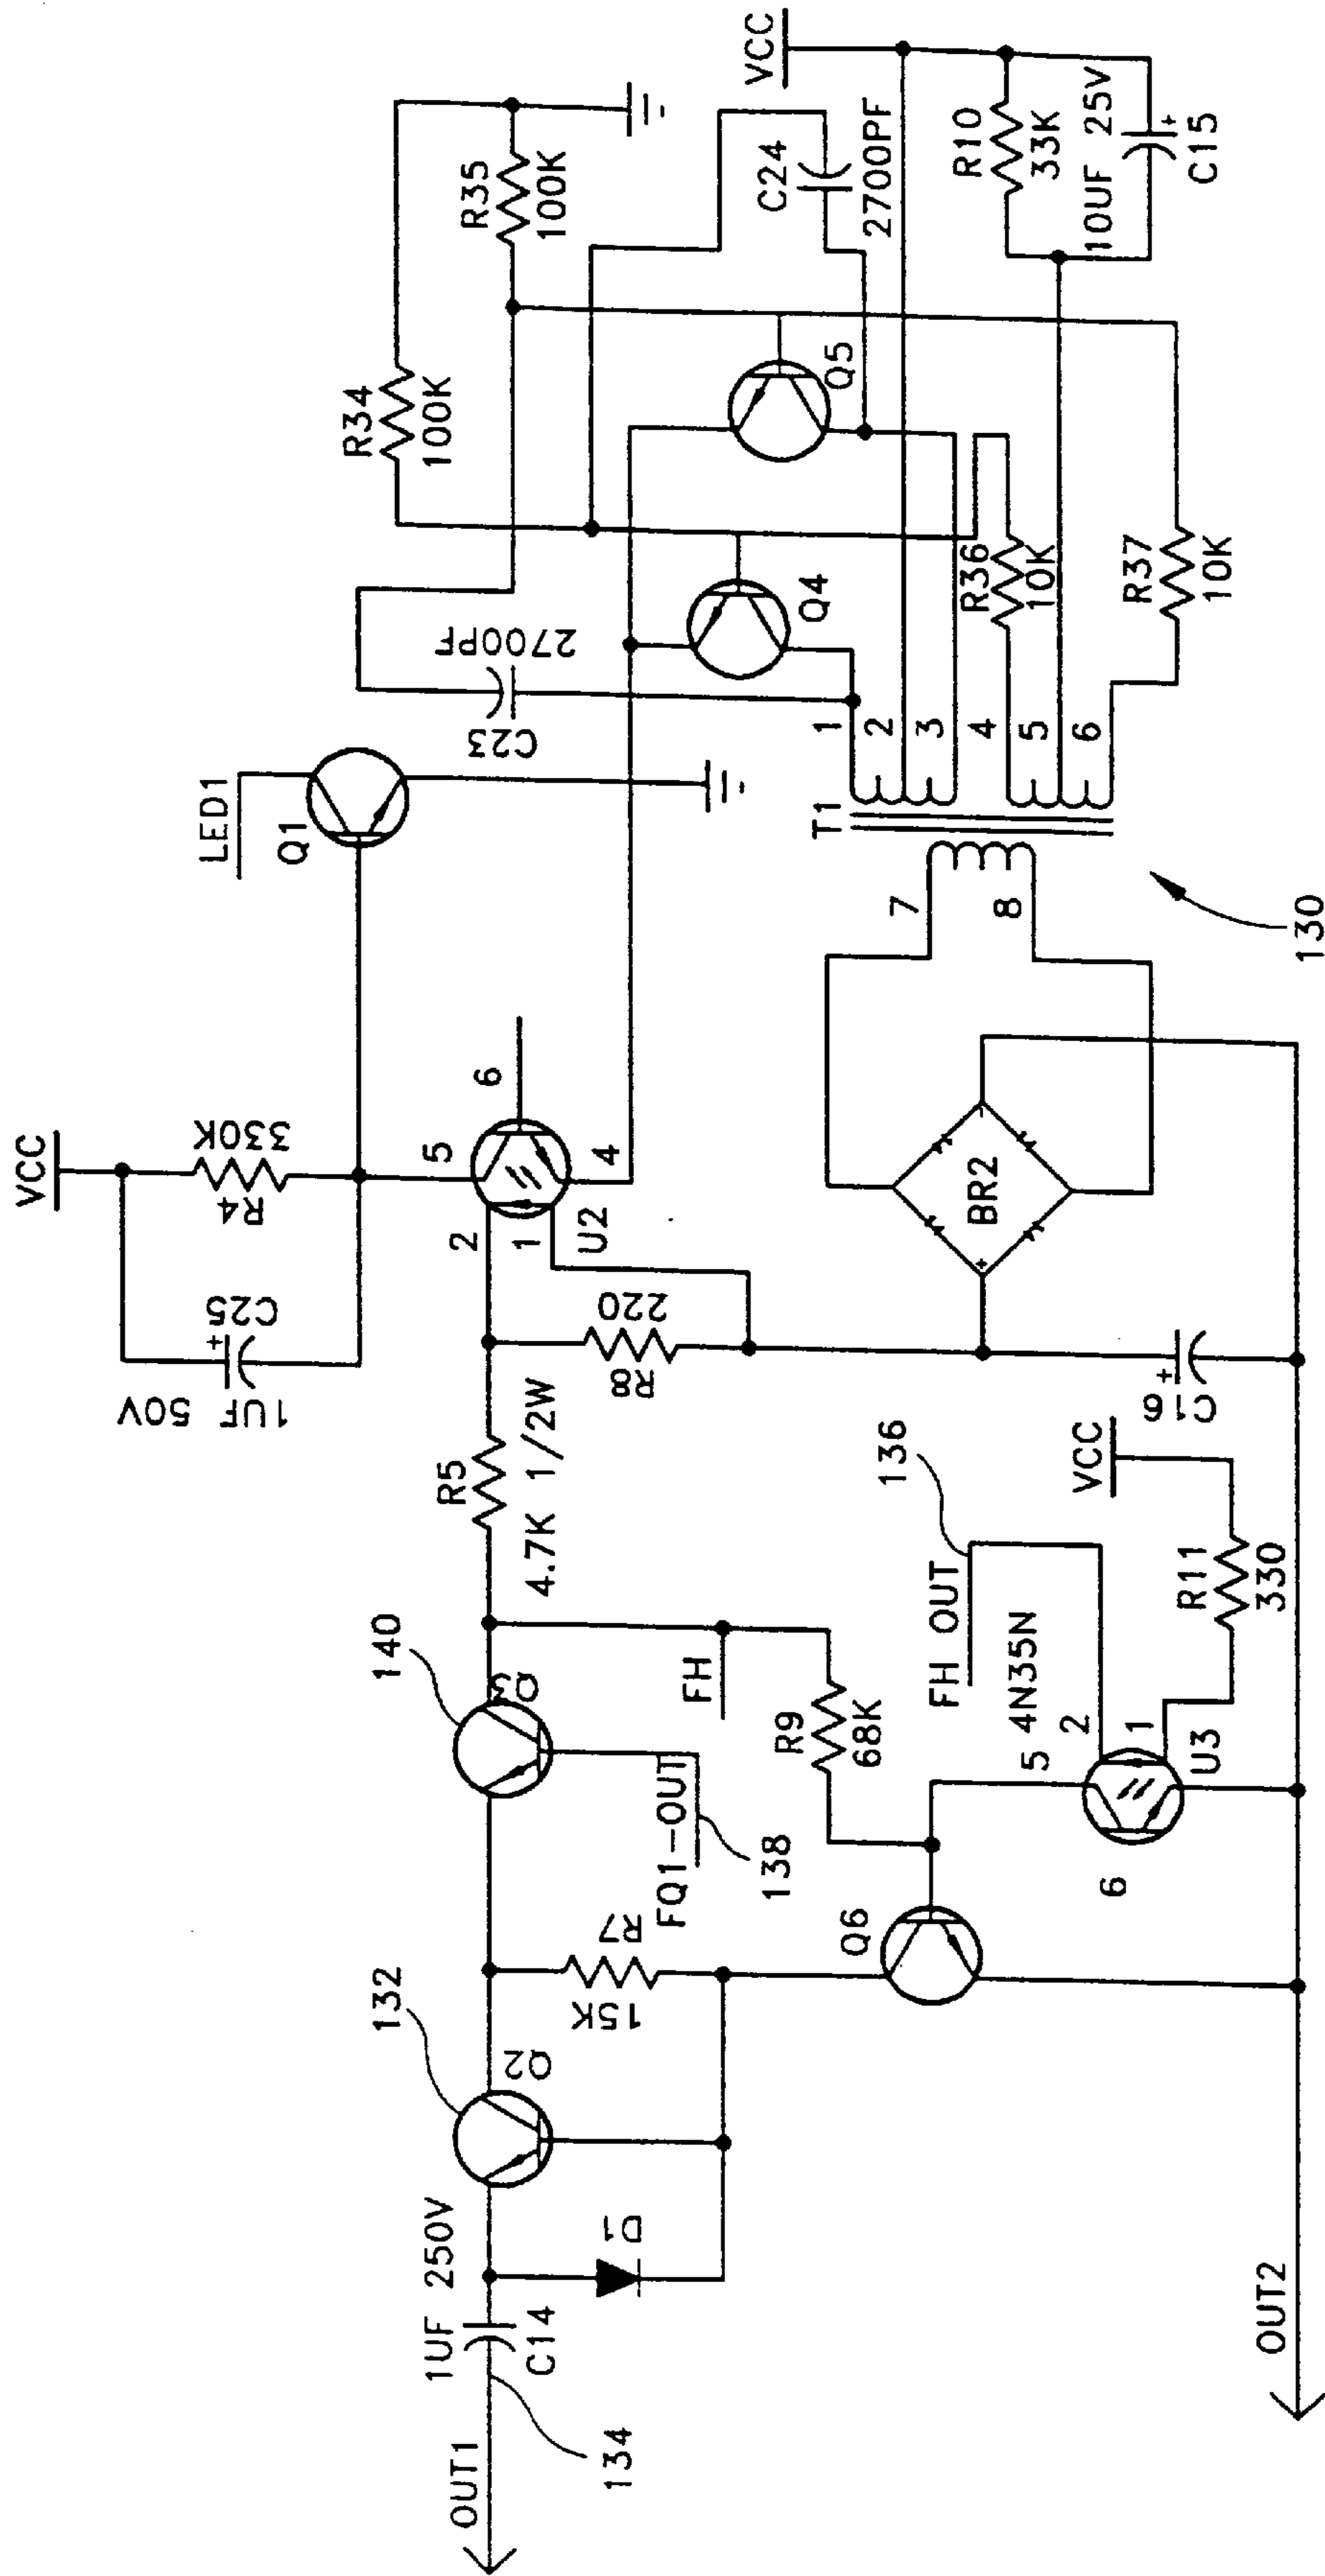 OUT1
134
1UF 250V
C14
D1
132
Q2
15K
R7
FQ1-OUT
138
140
Q3
FH
R9
68K
Q6
6
5
4N35N
2
1
U3
FH OUT
136
R11
330
VCC
OUT2
R5
4.7K 1/2W
1UF 50V
C25
+
VCC
R4
330K
R8
220
2
1
U2
5
4
6
C16
+
BR2
+
-
7
8
T1
130
LED1
Q1
C23
2700PF
1
2
3
4
5
6
Q4
Q5
R34
100K
R35
100K
R36
10K
R37
10K
C24
2700PF
VCC
R10
33K
10UF 25V
+
C15